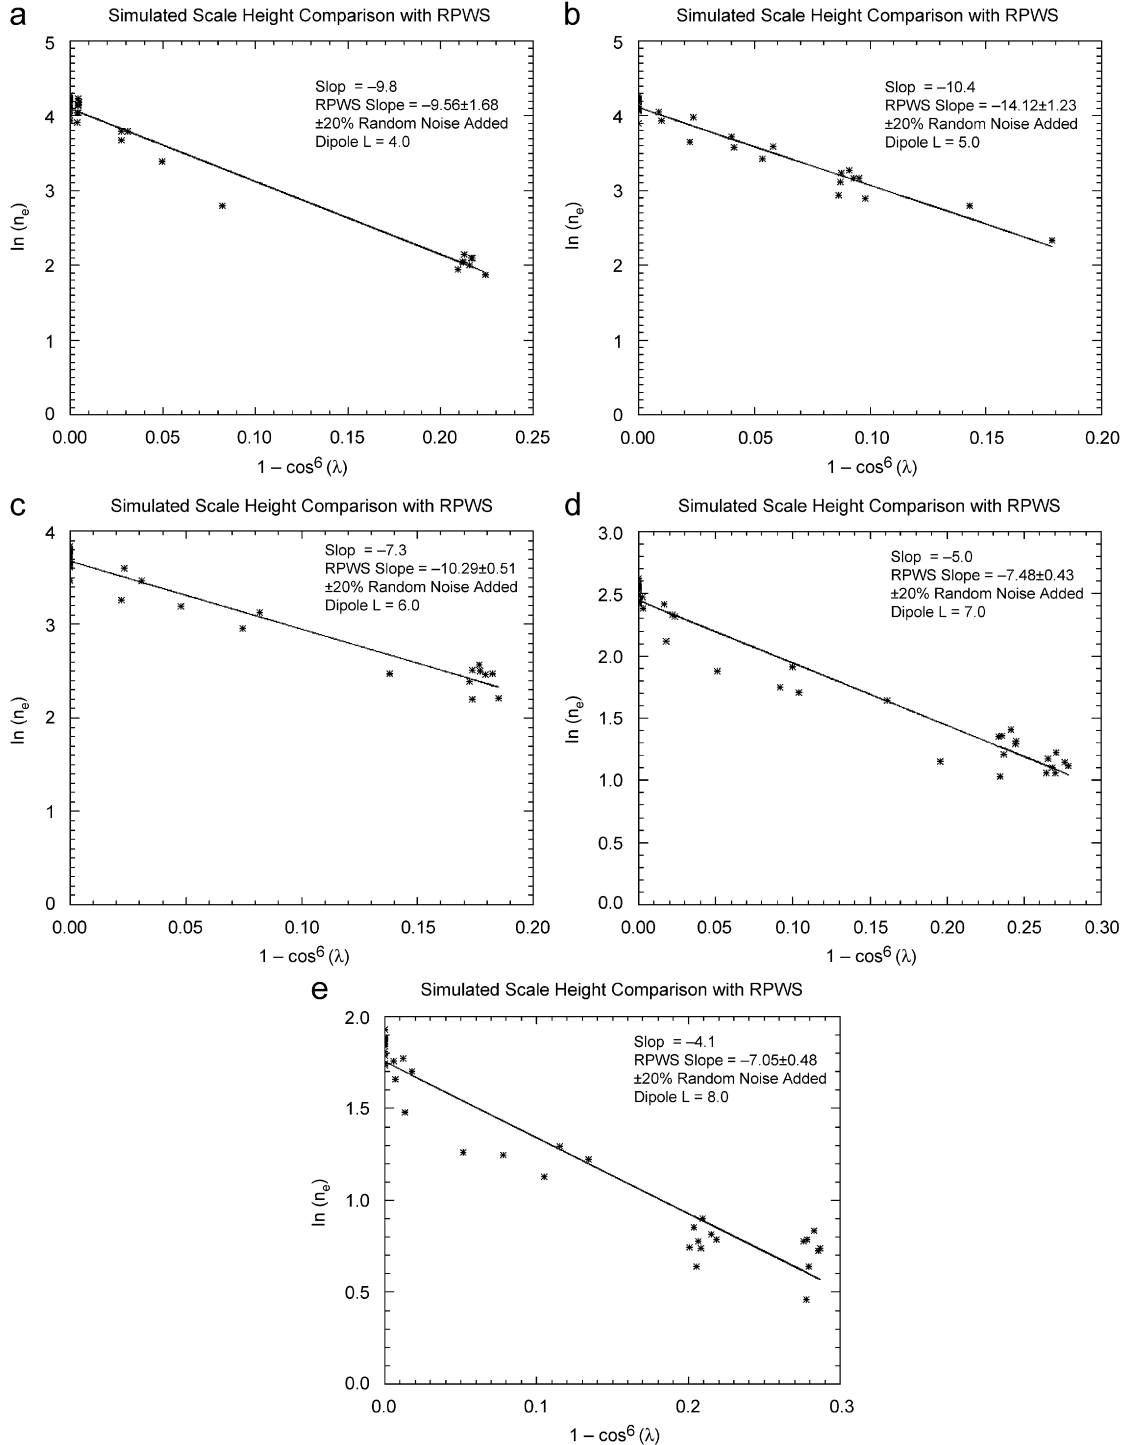 a
Simulated Scale Height Comparison with RPWS
Slop = –9.8
RPWS Slope = –9.56±1.68
±20% Random Noise Added
Dipole L = 4.0
5
4
3
2
1
0
ln (ne)
0.00 0.05 0.10 0.15 0.20 0.25
1 – cos6 (λ)
b
Simulated Scale Height Comparison with RPWS
Slop = –10.4
RPWS Slope = –14.12±1.23
±20% Random Noise Added
Dipole L = 5.0
5
4
3
2
1
0
ln (ne)
0.00 0.05 0.10 0.15 0.20
1 – cos6 (λ)
c
Simulated Scale Height Comparison with RPWS
Slop = –7.3
RPWS Slope = –10.29±0.51
±20% Random Noise Added
Dipole L = 6.0
4
3
2
1
0
ln (ne)
0.00 0.05 0.10 0.15 0.20
1 – cos6 (λ)
d
Simulated Scale Height Comparison with RPWS
Slop = –5.0
RPWS Slope = –7.48±0.43
±20% Random Noise Added
Dipole L = 7.0
3.0
2.5
2.0
1.5
1.0
0.5
0.0
ln (ne)
0.00 0.05 0.10 0.15 0.20 0.25 0.30
1 – cos6 (λ)
e
Simulated Scale Height Comparison with RPWS
Slop = –4.1
RPWS Slope = –7.05±0.48
±20% Random Noise Added
Dipole L = 8.0
2.0
1.5
1.0
0.5
0.0
ln (ne)
0.0 0.1 0.2 0.3
1 – cos6 (λ)